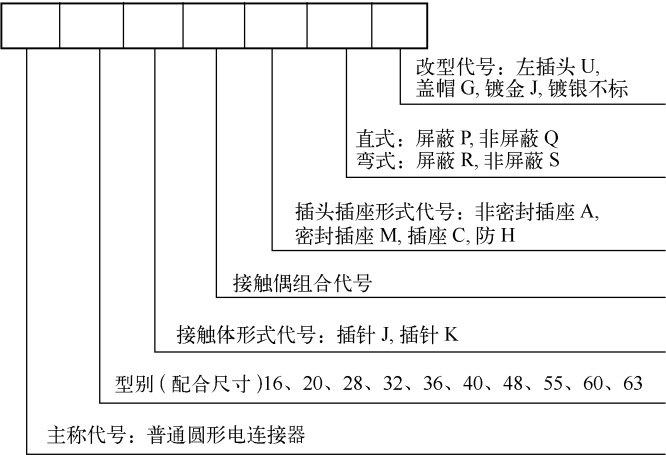 改型代号：左插头 U,
盖帽 G, 镀金 J, 镀银不标
直式：屏蔽 P, 非屏蔽 Q
弯式：屏蔽 R, 非屏蔽 S
插头插座形式代号：非密封插座 A,
密封插座 M, 插座 C, 防 H
接触偶组合代号
接触体形式代号：插针 J, 插针 K
型别 ( 配合尺寸 )16、20、28、32、36、40、48、55、60、63
主称代号：普通圆形电连接器